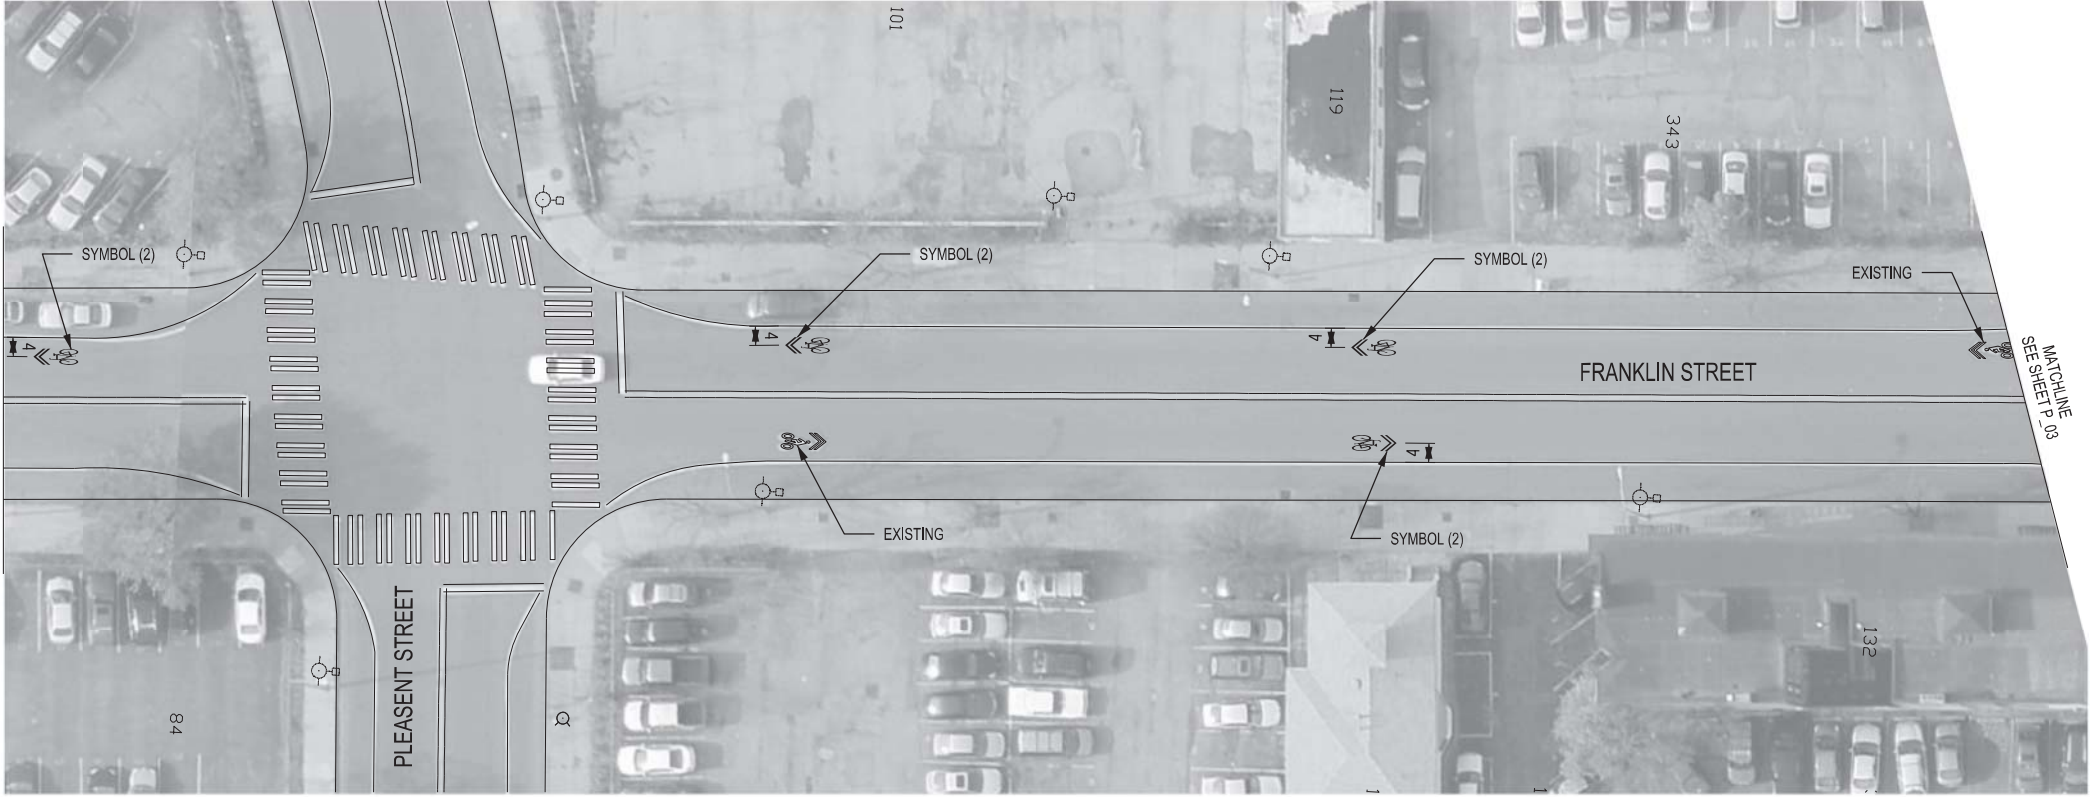 101
119
343
SYMBOL (2)
SYMBOL (2)
SYMBOL (2)
EXISTING
4
4
4
FRANKLIN STREET
MATCHLINE
SEE SHEET P_03
4
EXISTING
SYMBOL (2)
PLEASENT STREET
132
84